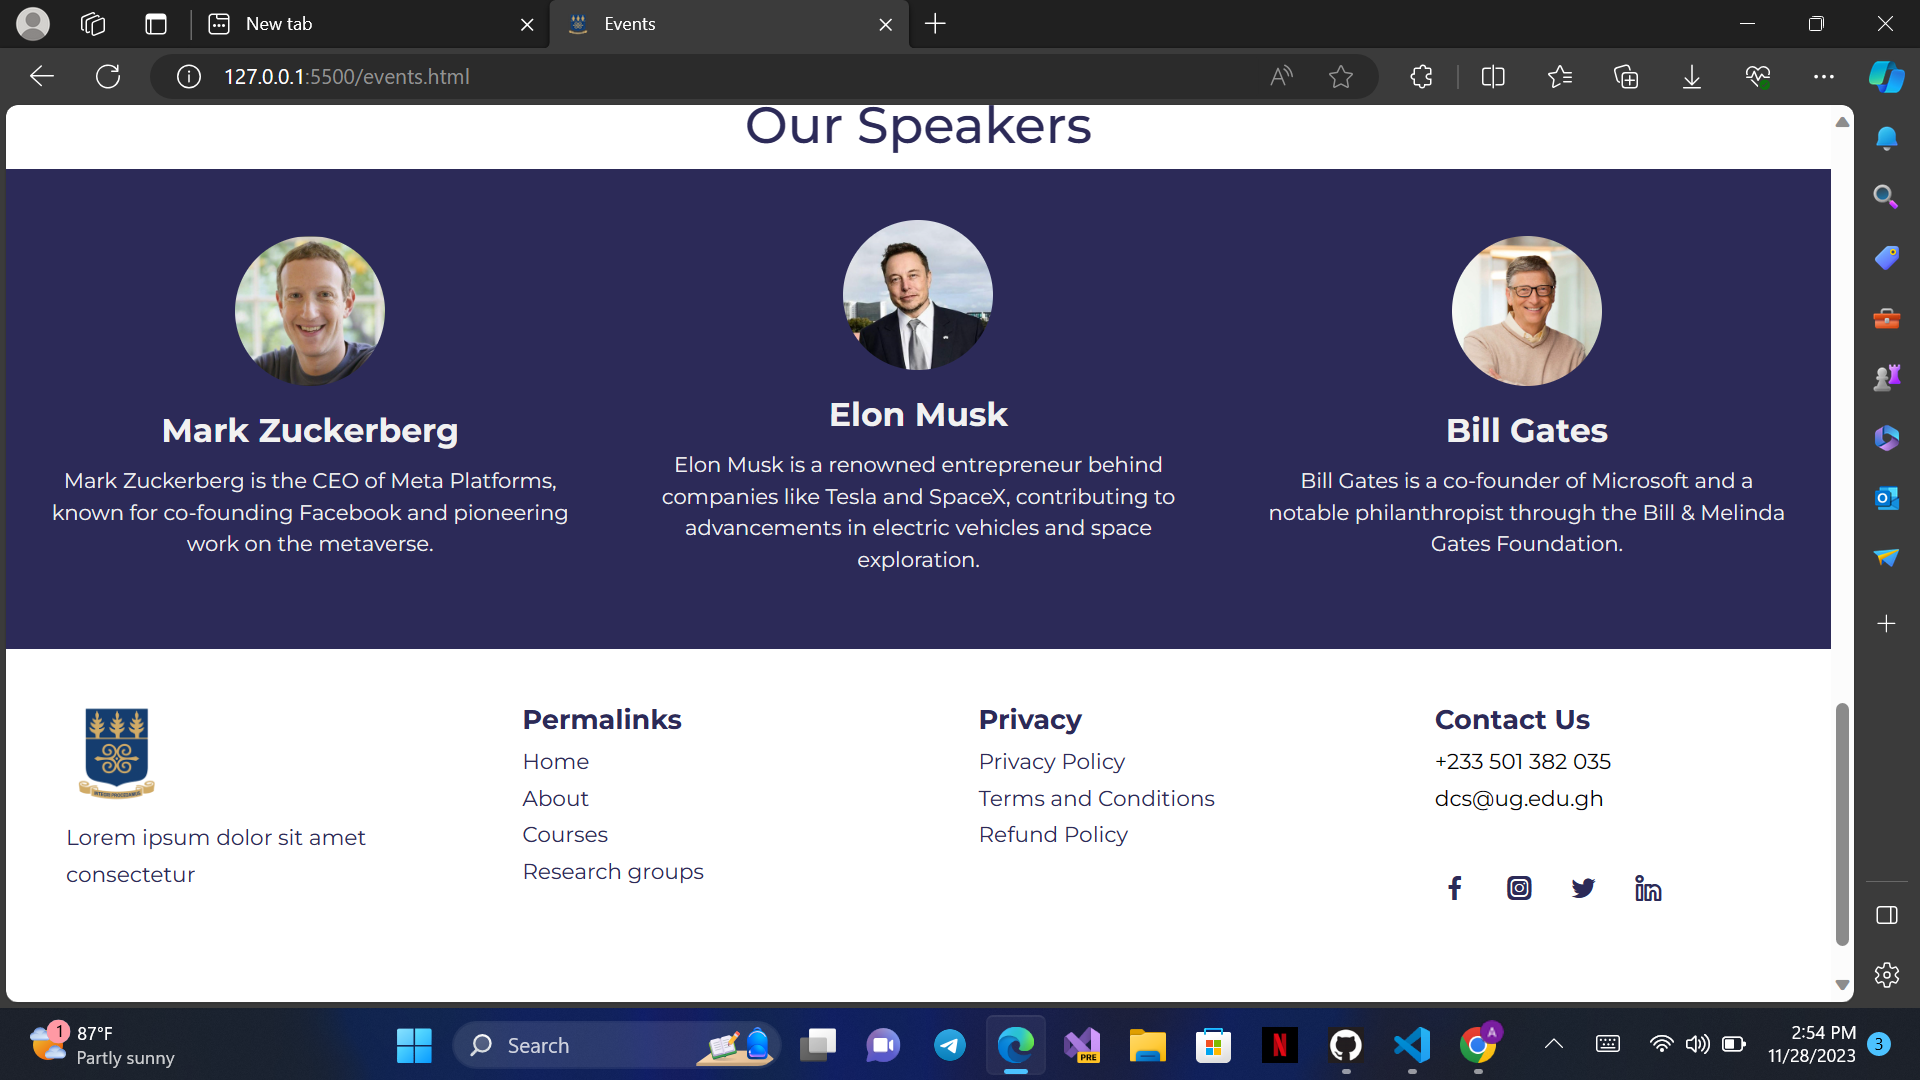 New tab
Events
127.0.0.1:5500/events.html
Our Speakers
Mark Zuckerberg
Mark Zuckerberg is the CEO of Meta Platforms,
known for co-founding Facebook and pioneering
work on the metaverse.
Elon Musk
Elon Musk is a renowned entrepreneur behind
companies like Tesla and SpaceX, contributing to
advancements in electric vehicles and space
exploration.
Bill Gates
Bill Gates is a co-founder of Microsoft and a
notable philanthropist through the Bill & Melinda
Gates Foundation.
Lorem ipsum dolor sit amet
consectetur
Permalinks
Home
About
Courses
Research groups
Privacy
Privacy Policy
Terms and Conditions
Refund Policy
Contact Us
+233 501 382 035
dcs@ug.edu.gh
1
87°F
Partly sunny
Search
PRE
N
A
2:54 PM
11/28/2023
3